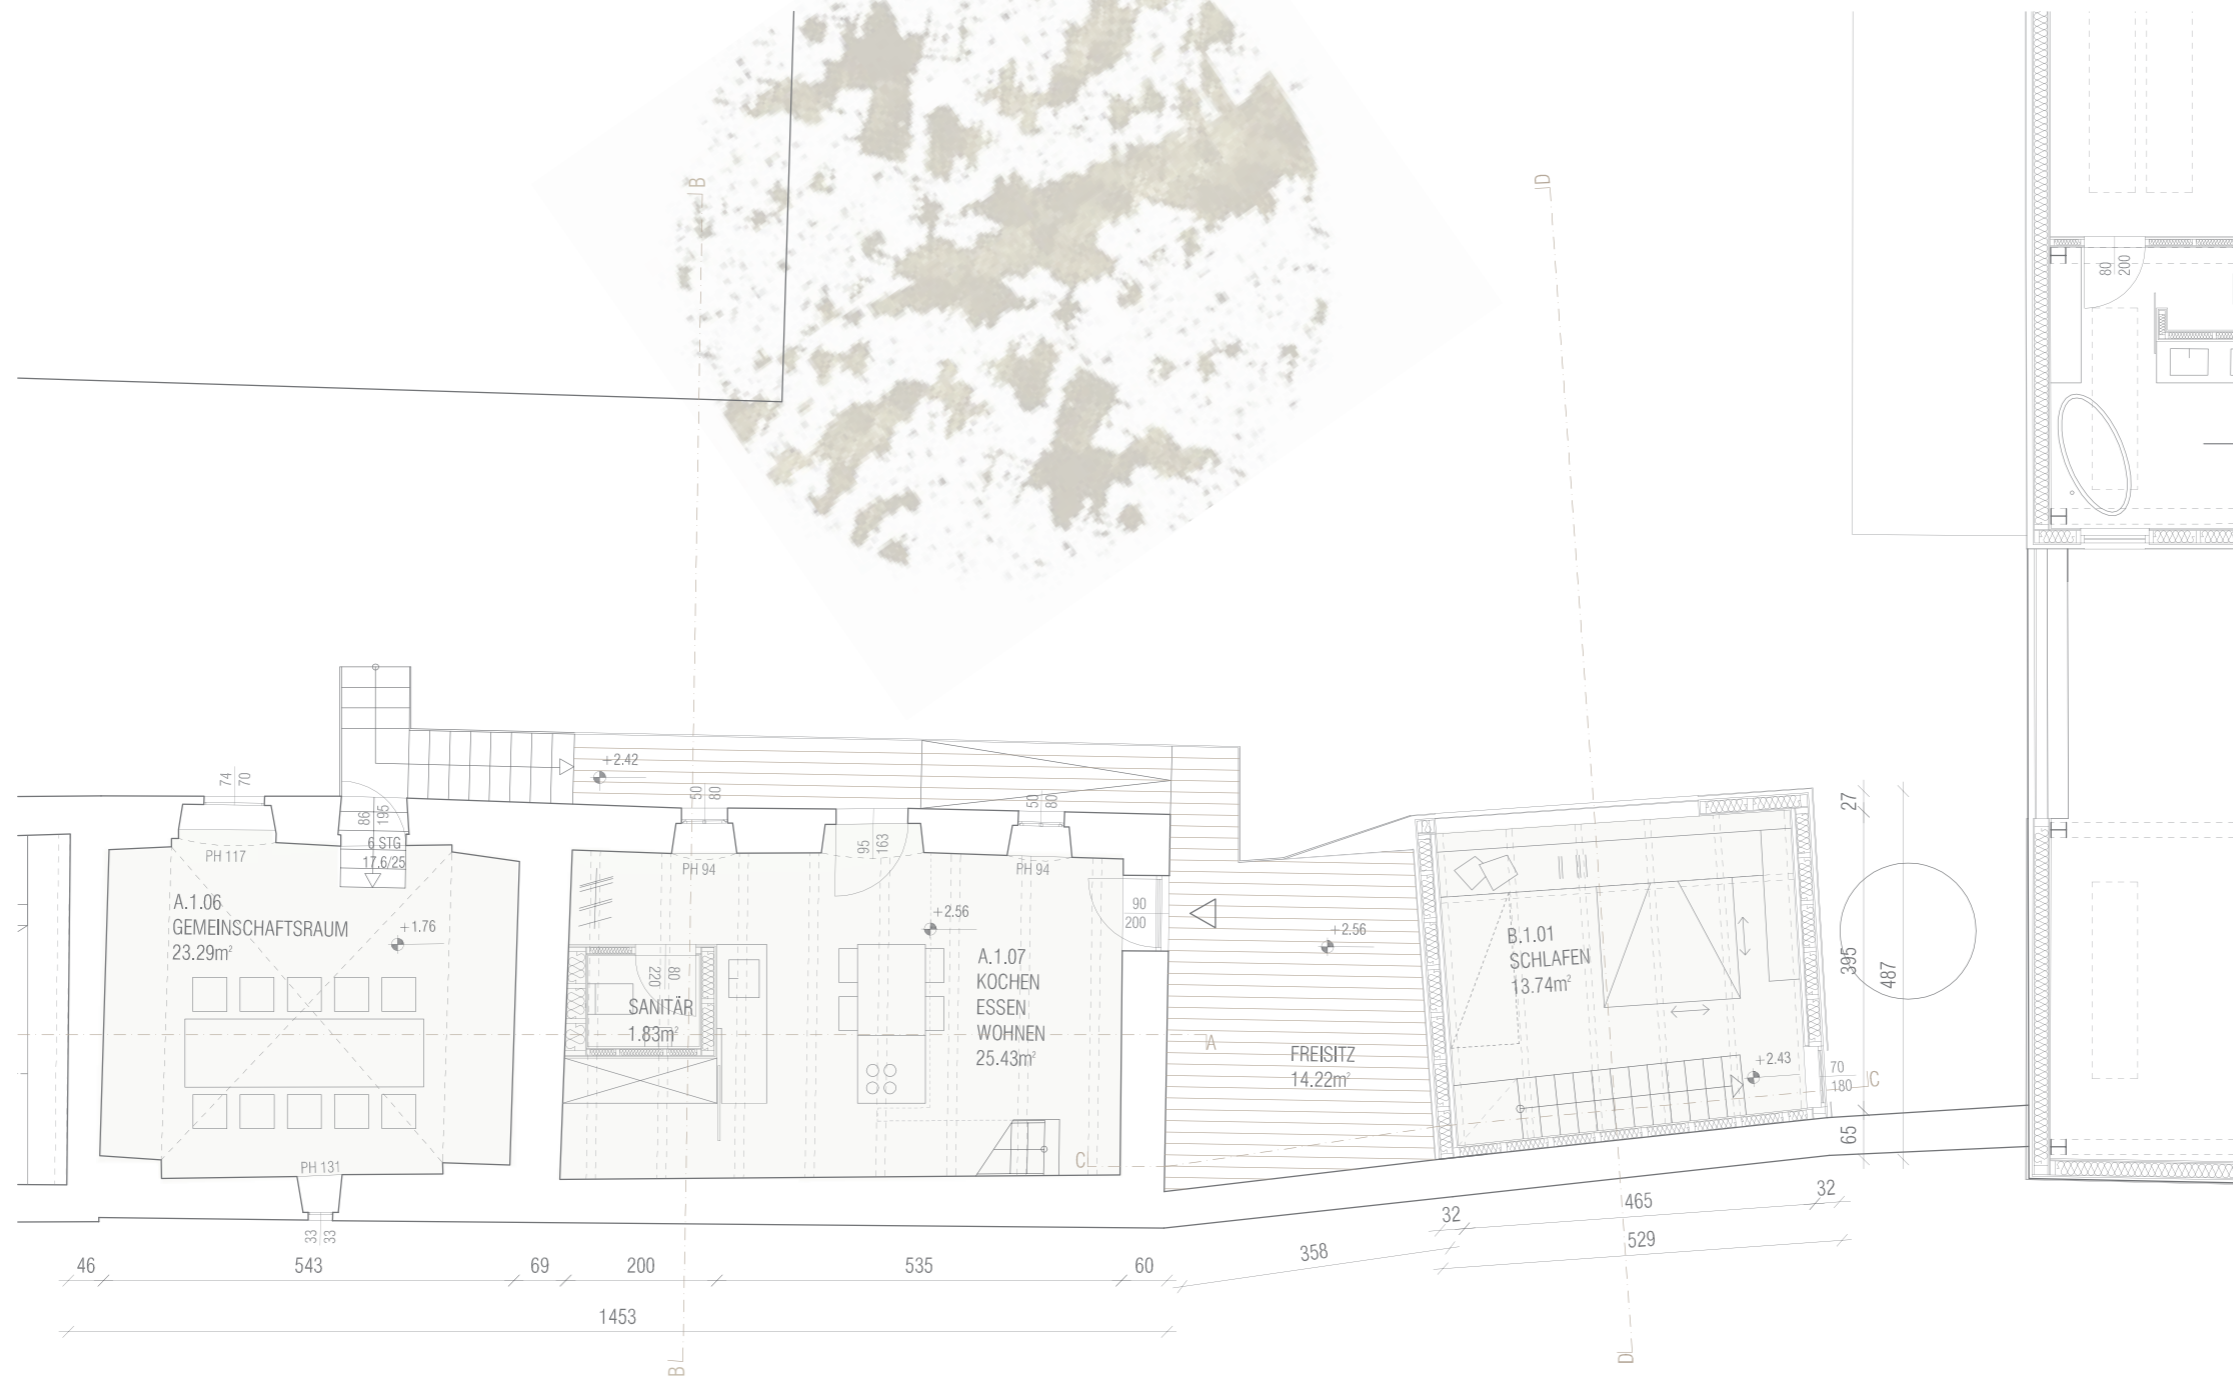 B
D
80
200
+2.42
74
70
50
80
50
80
86
195
6 STG
17,6/25
95
163
27
PH 117
PH 94
PH 94
A.1.06
GEMEINSCHAFTSRAUM
23.29m²
+1.76
+2.56
90
200
+2.56
A.1.07
KOCHEN
ESSEN
WOHNEN
25.43m²
B.1.01
SCHLAFEN
13.74m²
395
487
80
220
SANITÄR
1.83m²
A
FREISITZ
14.22m²
+2.43
70
180
C
65
C
PH 131
33
33
32
465
32
529
358
46
543
69
200
535
60
1453
B
D